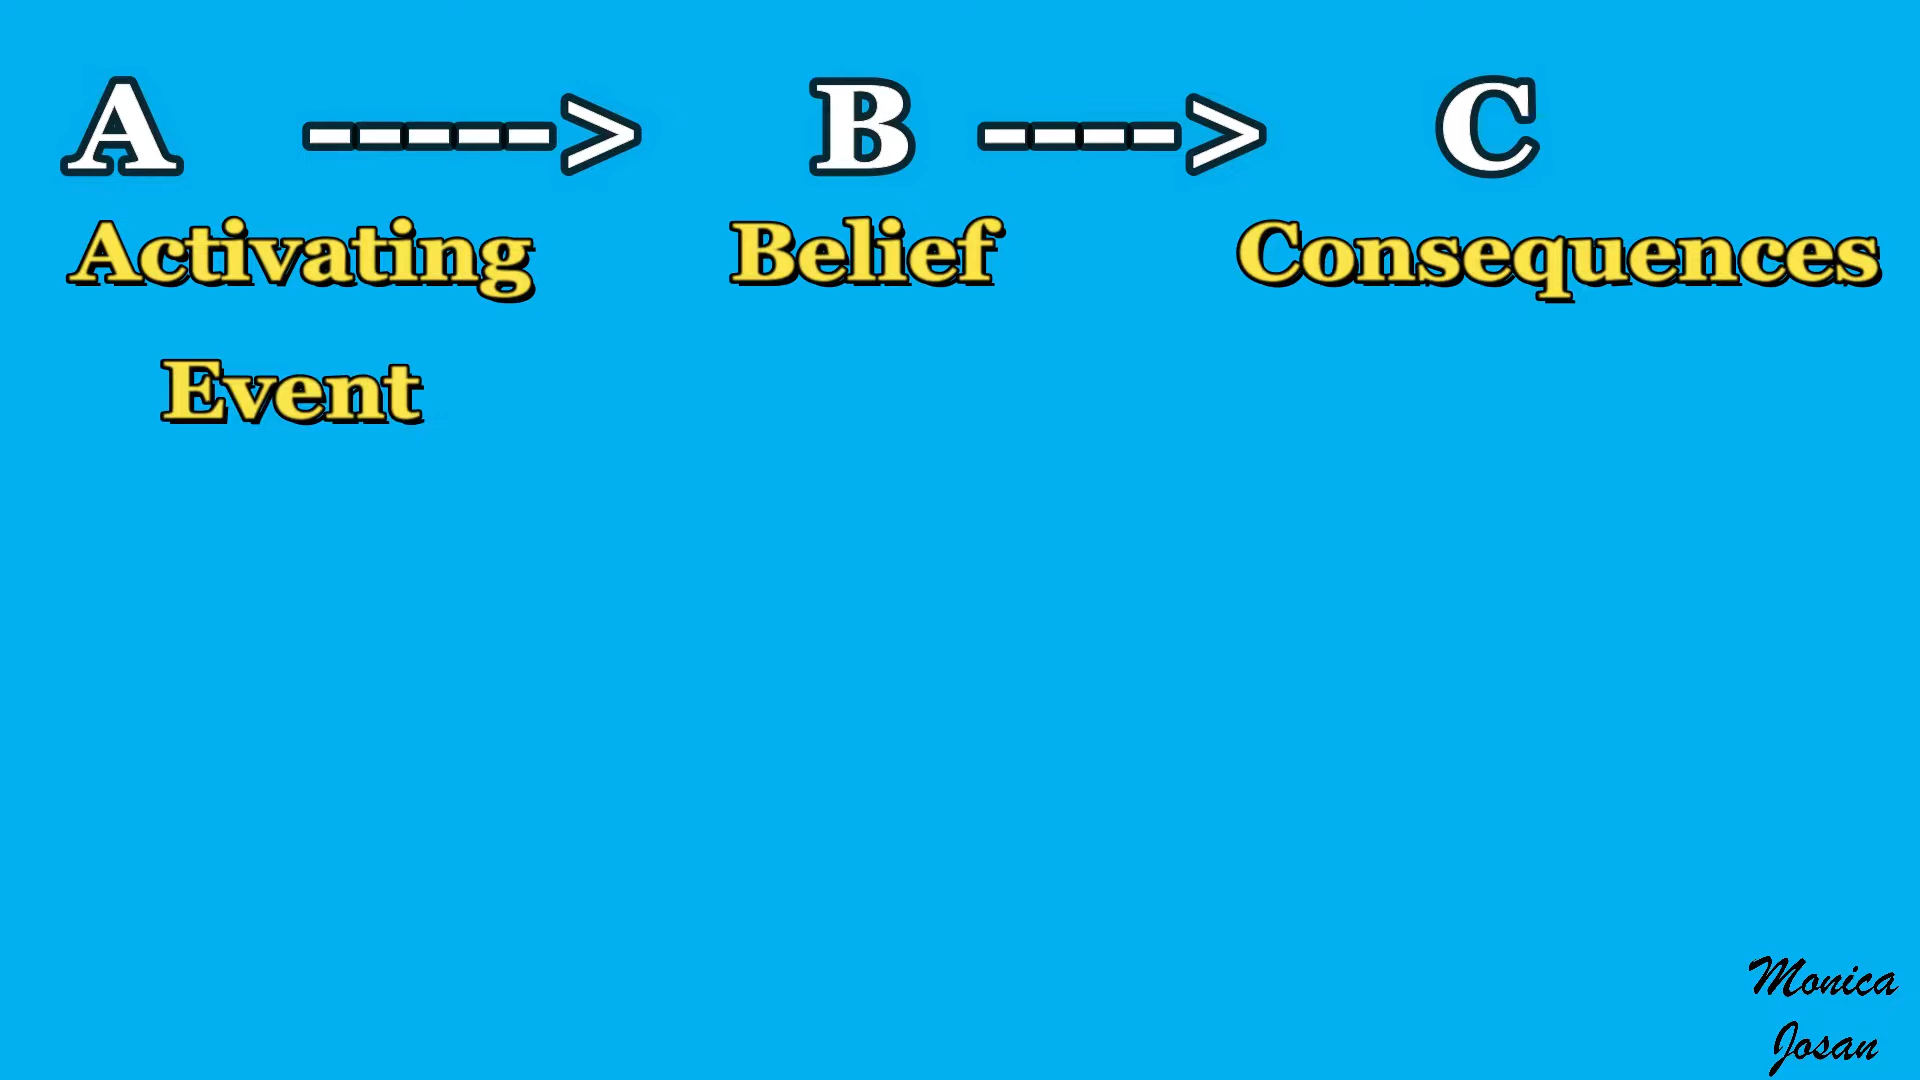 A -----> B ----> C
Activating Belief Consequences
Event
Monica
Josan